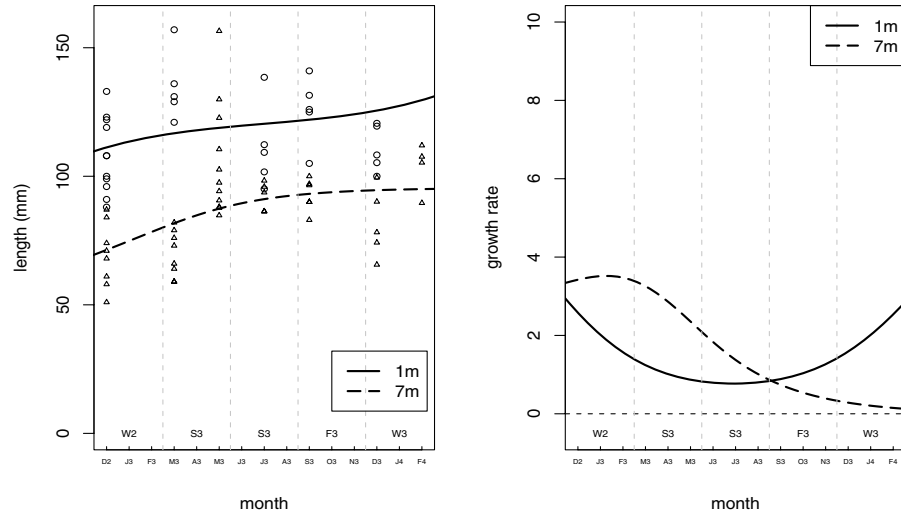 length (mm)
150
100
50
0
1m
7m
W2 S3 S3 F3 W3
D2 J3 F3 M3 A3 M3 J3 J3 A3 S3 O3 N3 D3 J4 F4
month
growth rate
10
8
6
4
2
0
1m
7m
W2 S3 S3 F3 W3
D2 J3 F3 M3 A3 M3 J3 J3 A3 S3 O3 N3 D3 J4 F4
month